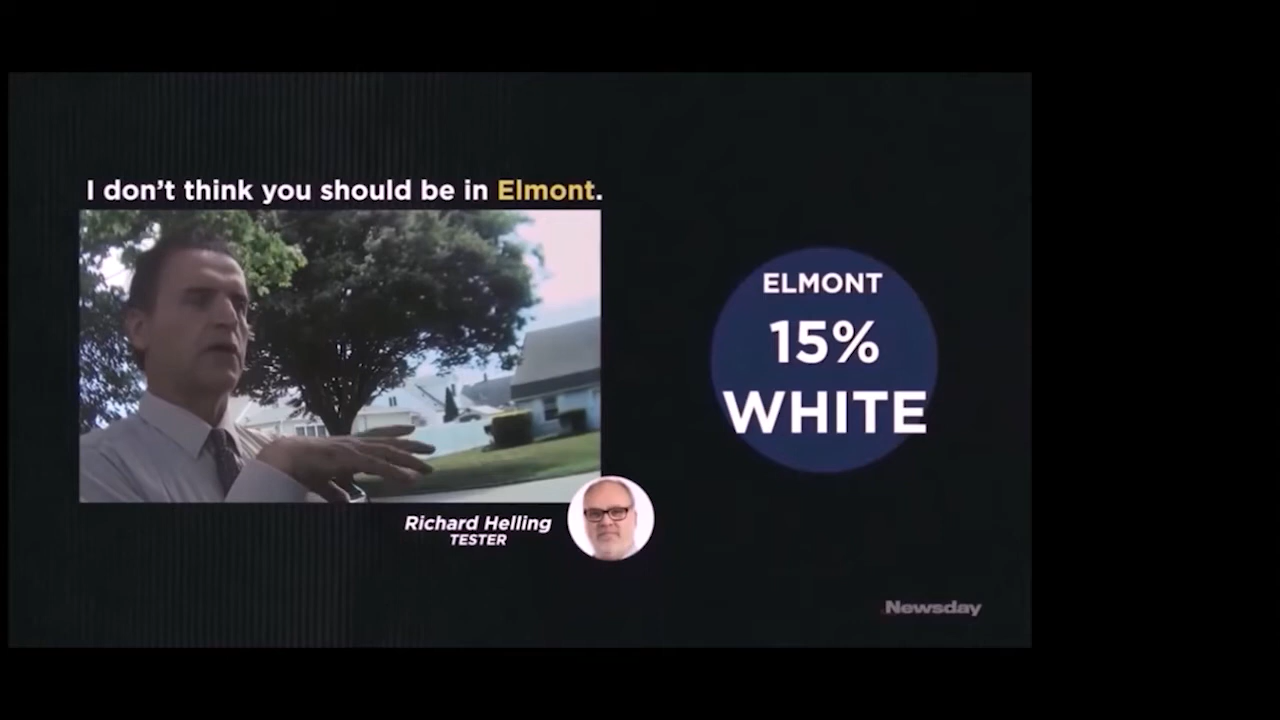 I don't think you should be in Elmont.
ELMONT
15%
WHITE
Richard Helling
TESTER
Newsday